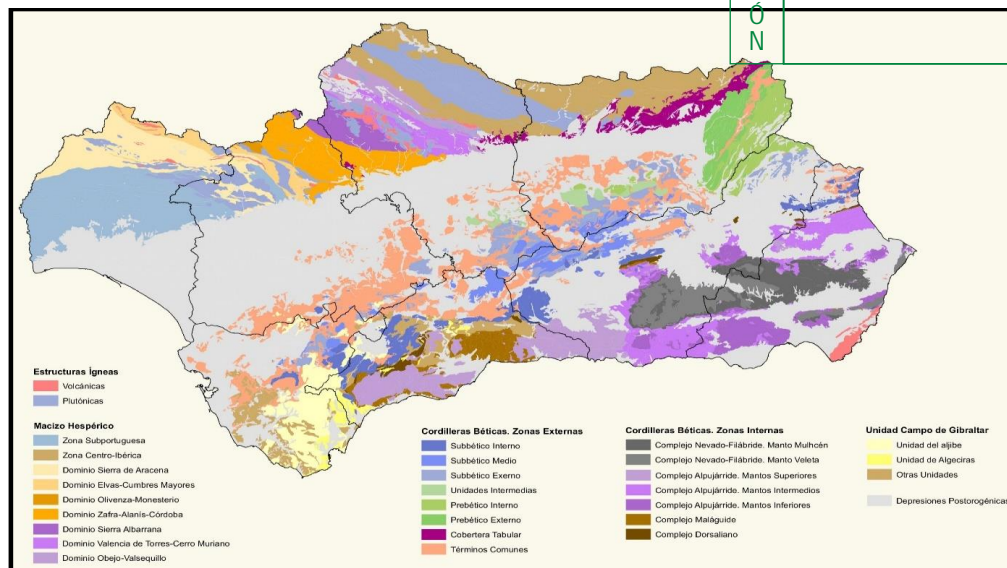 Ó
N
Estructuras Ígneas
Volcánicas
Plutónicas
Macizo Hespérico
Zona Subportuguesa
Zona Centro-Ibérica
Dominio Sierra de Aracena
Dominio Elvas-Cumbres Mayores
Dominio Olivenza-Monesterio
Dominio Zafra-Alanís-Córdoba
Dominio Sierra Albarrana
Dominio Valencia de Torres-Cerro Muriano
Dominio Obejo-Valsequillo
Cordilleras Béticas. Zonas Externas
Subbético Interno
Subbético Medio
Subbético Exerno
Unidades Intermedias
Prebético Interno
Prebético Externo
Cobertera Tabular
Términos Comunes
Cordilleras Béticas. Zonas Internas
Complejo Nevado-Filábride. Manto Mulhcén
Complejo Nevado-Filábride. Manto Veleta
Complejo Alpujárride. Mantos Superiores
Complejo Alpujárride. Mantos Intermedios
Complejo Alpujárride. Mantos Inferiores
Complejo Maláguide
Complejo Dorsaliano
Unidad Campo de Gibraltar
Unidad del aljibe
Unidad de Algeciras
Otras Unidades
Depresiones Postorogénicas